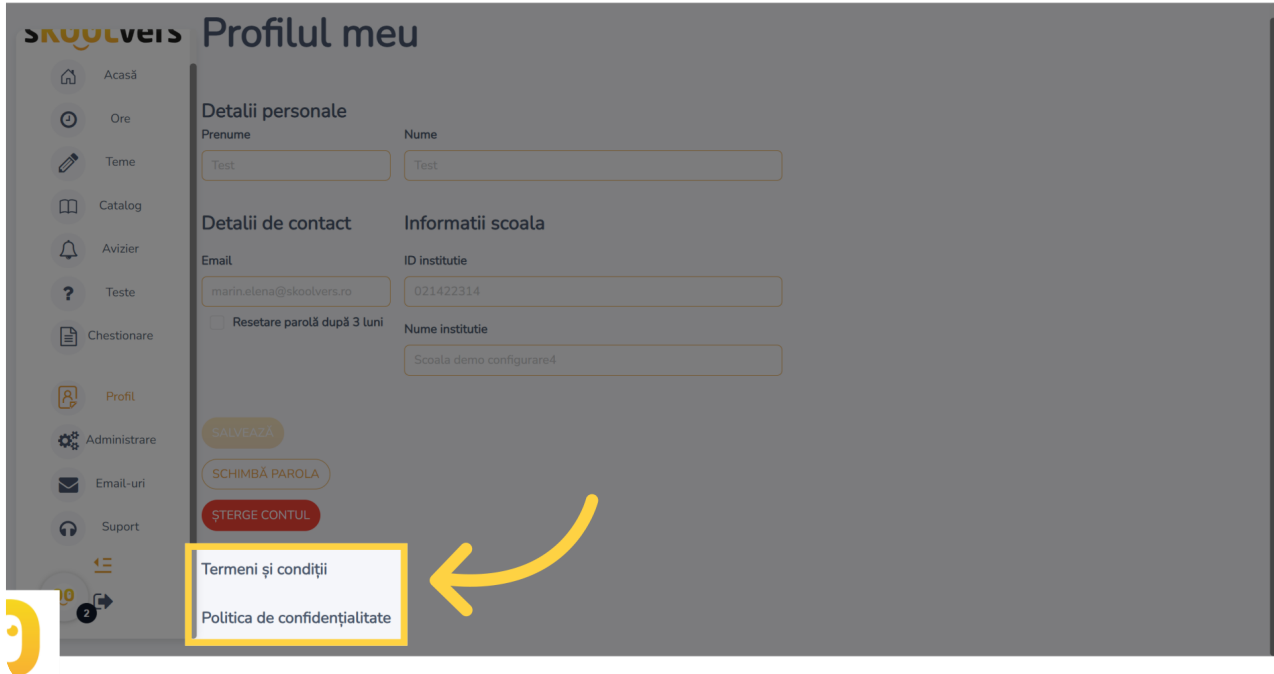 skoolvers
Profilul meu
Acasă
Ore
Teme
Catalog
Avizier
Teste
Chestionare
Profil
Administrare
Email-uri
Suport
2
Detalii personale
Prenume
Nume
Test
Test
Detalii de contact
Informatii scoala
Email
ID institutie
marin.elena@skoolvers.ro
021422314
Resetare parolă după 3 luni
Nume institutie
Scoala demo configurare4
SALVEAZĂ
SCHIMBĂ PAROLA
ȘTERGE CONTUL
Termeni și condiții
Politica de confidențialitate